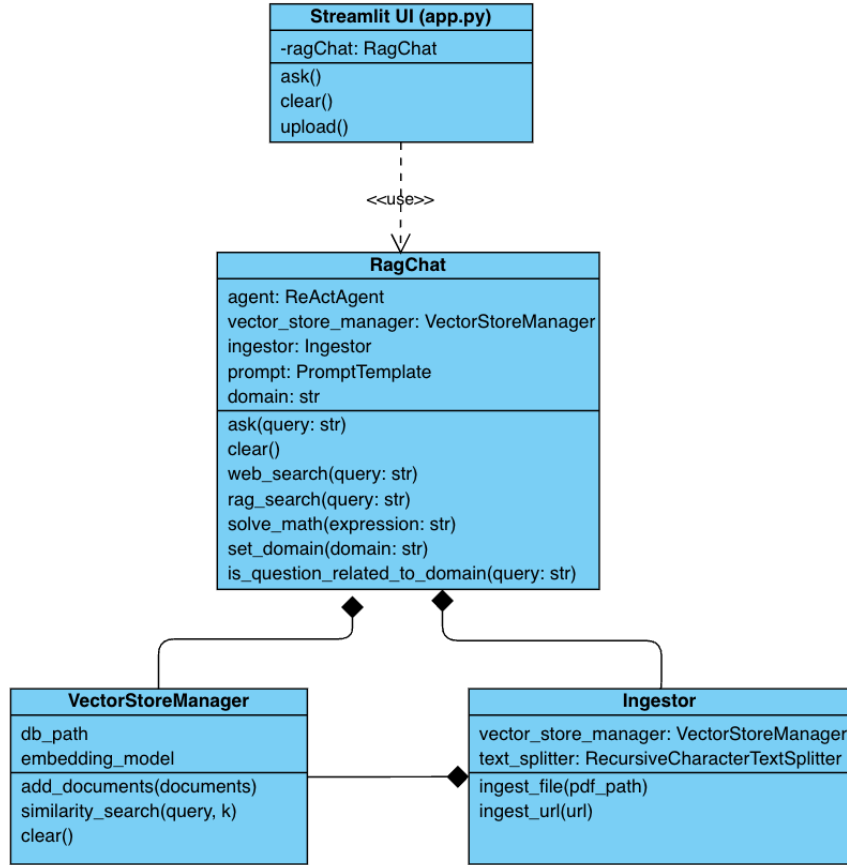 Streamlit UI (app.py)
-ragChat: RagChat
ask()
clear()
upload()
<<use>>
RagChat
agent: ReActAgent
vector_store_manager: VectorStoreManager
ingestor: Ingestor
prompt: PromptTemplate
domain: str
ask(query: str)
clear()
web_search(query: str)
rag_search(query: str)
solve_math(expression: str)
set_domain(domain: str)
is_question_related_to_domain(query: str)
VectorStoreManager
db_path
embedding_model
add_documents(documents)
similarity_search(query, k)
clear()
Ingestor
vector_store_manager: VectorStoreManager
text_splitter: RecursiveCharacterTextSplitter
ingest_file(pdf_path)
ingest_url(url)